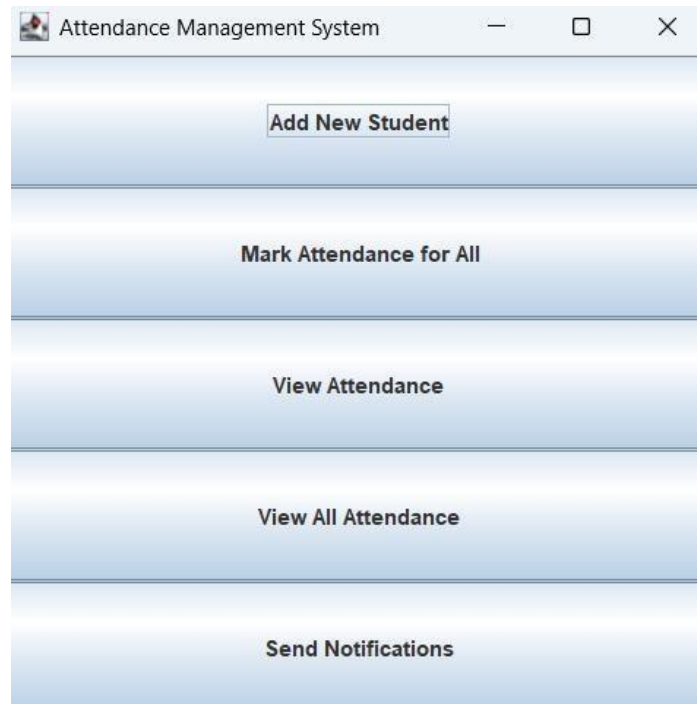 Attendance Management System
Add New Student
Mark Attendance for All
View Attendance
View All Attendance
Send Notifications